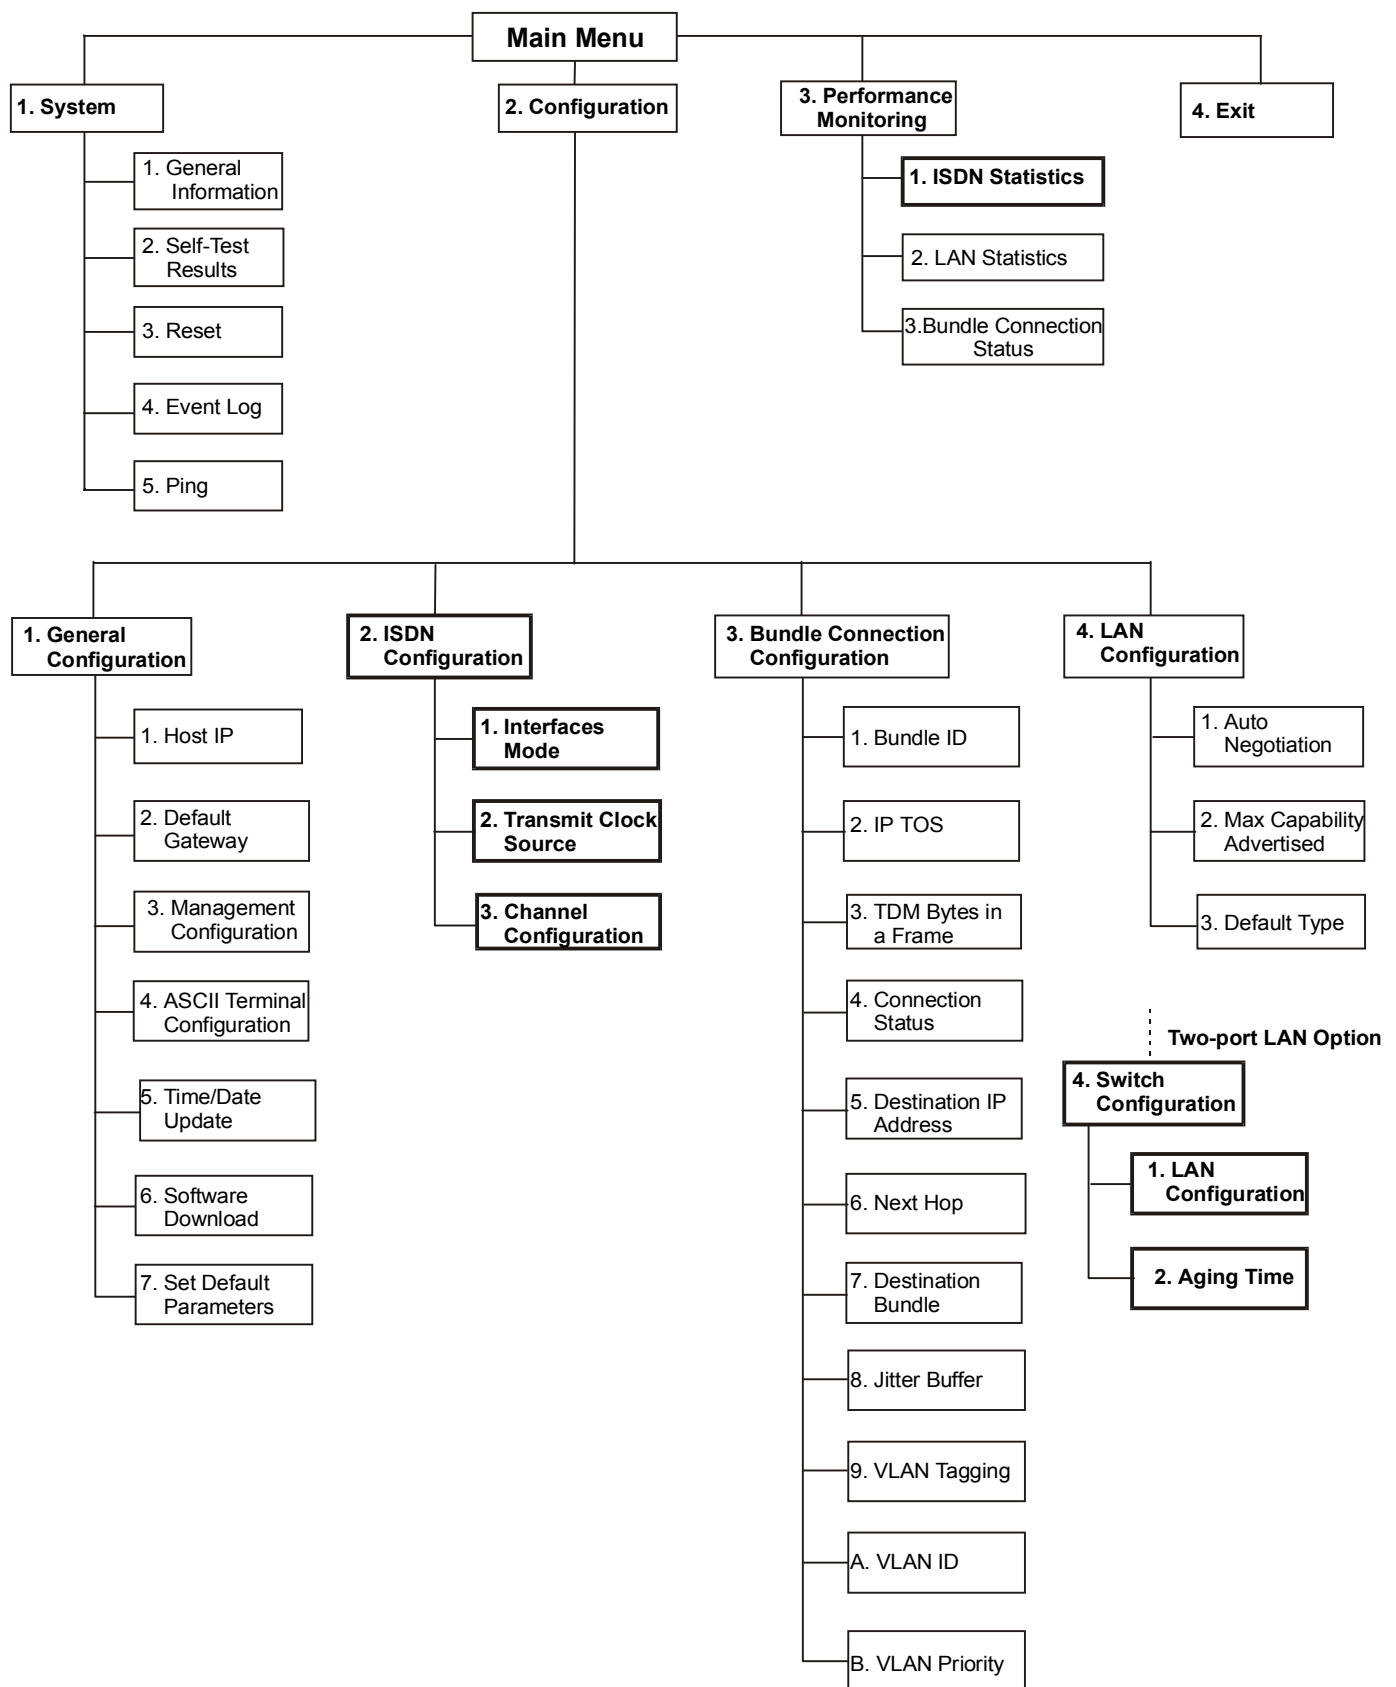 Main Menu
1. System
2. Configuration
3. Performance
Monitoring
4. Exit
1. General
Information
2. Self-Test
Results
3. Reset
4. Event Log
5. Ping
1. ISDN Statistics
2. LAN Statistics
3.Bundle Connection
Status
1. General
Configuration
2. ISDN
Configuration
3. Bundle Connection
Configuration
4. LAN
Configuration
1. Host IP
2. Default
Gateway
3. Management
Configuration
4. ASCII Terminal
Configuration
5. Time/Date
Update
6. Software
Download
7. Set Default
Parameters
1. Interfaces
Mode
2. Transmit Clock
Source
3. Channel
Configuration
1. Bundle ID
2. IP TOS
3. TDM Bytes in
a Frame
4. Connection
Status
5. Destination IP
Address
6. Next Hop
7. Destination
Bundle
8. Jitter Buffer
9. VLAN Tagging
A. VLAN ID
B. VLAN Priority
1. Auto
Negotiation
2. Max Capability
Advertised
3. Default Type
Two-port LAN Option
4. Switch
Configuration
1. LAN
Configuration
2. Aging Time